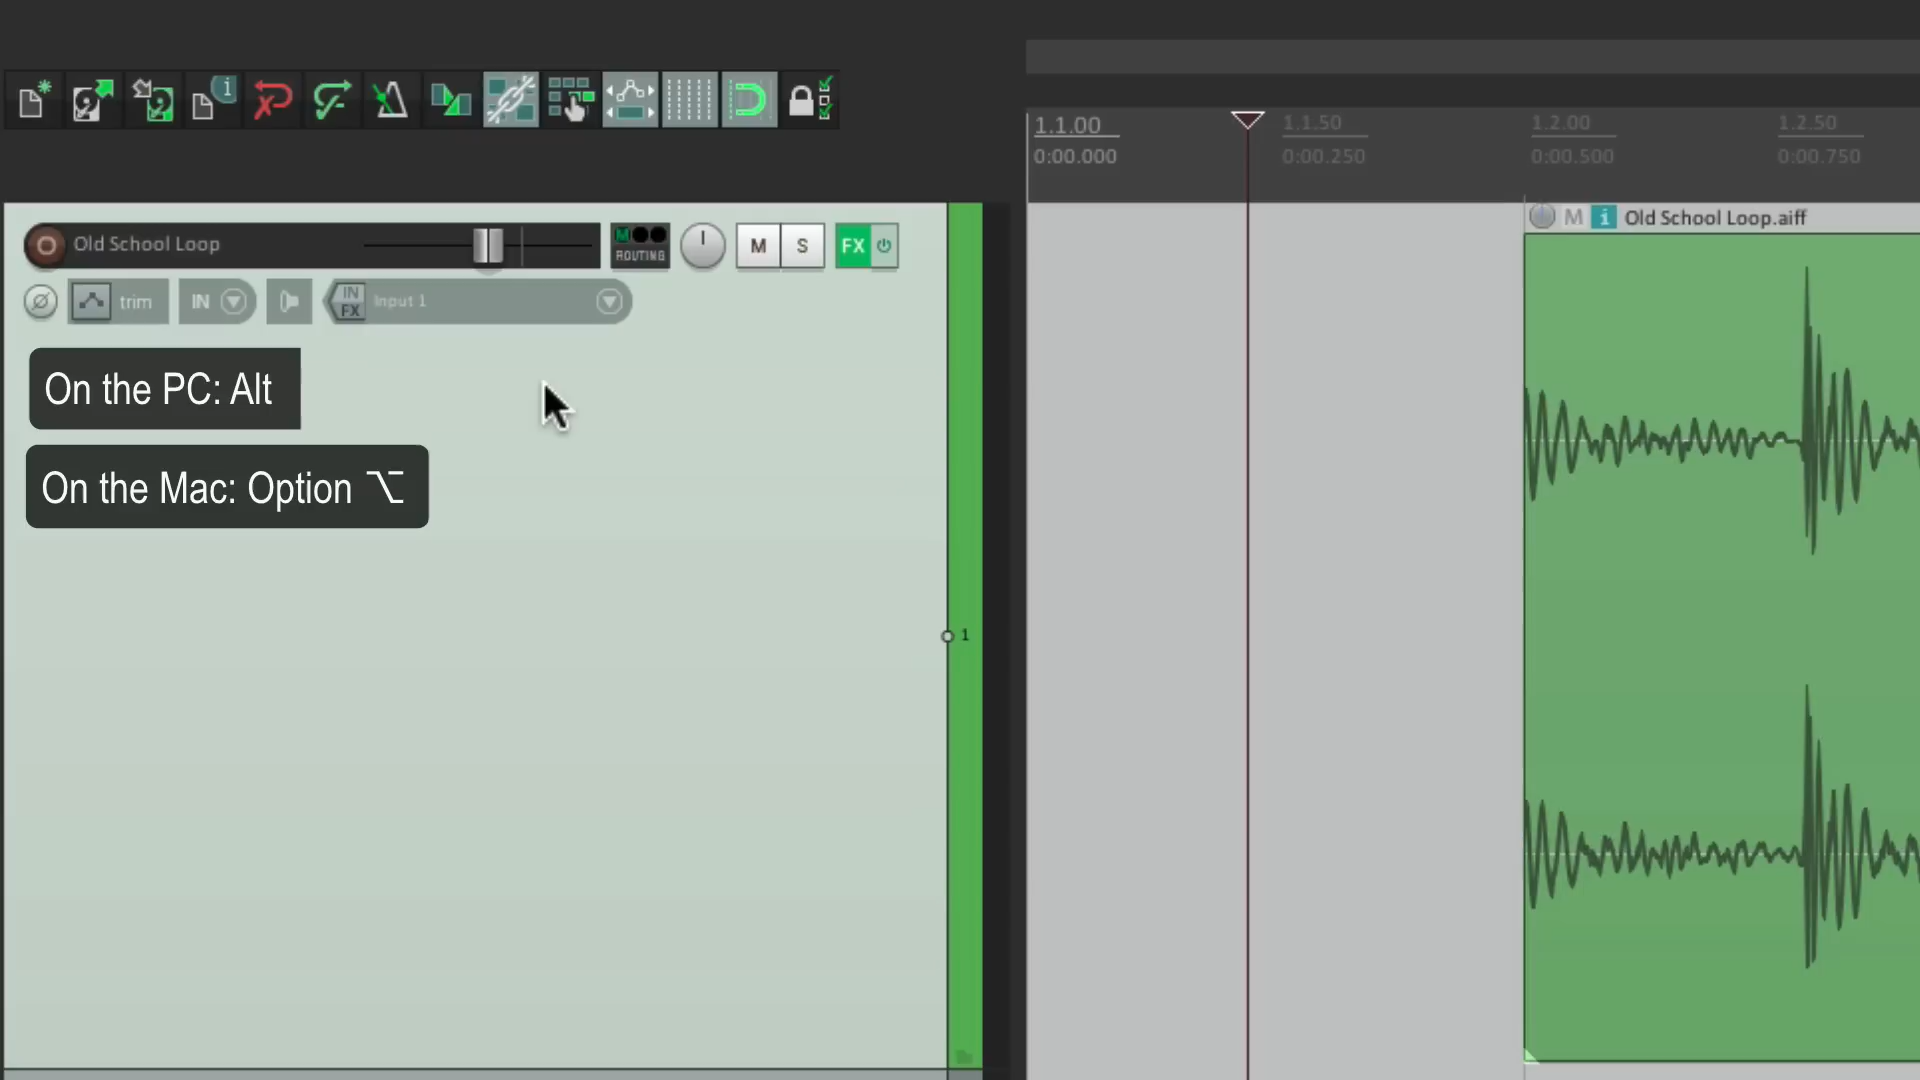 1.1.00
1.1.50
1.2.00
1.2.50
0:00.000
0:00.250
0:00.500
0:00.750
Old School Loop
M
ROUTING
M
S
FX
M i Old School Loop.aiff
trim
IN
IN
FX
Input 1
On the PC: Alt
On the Mac: Option ⌥
1